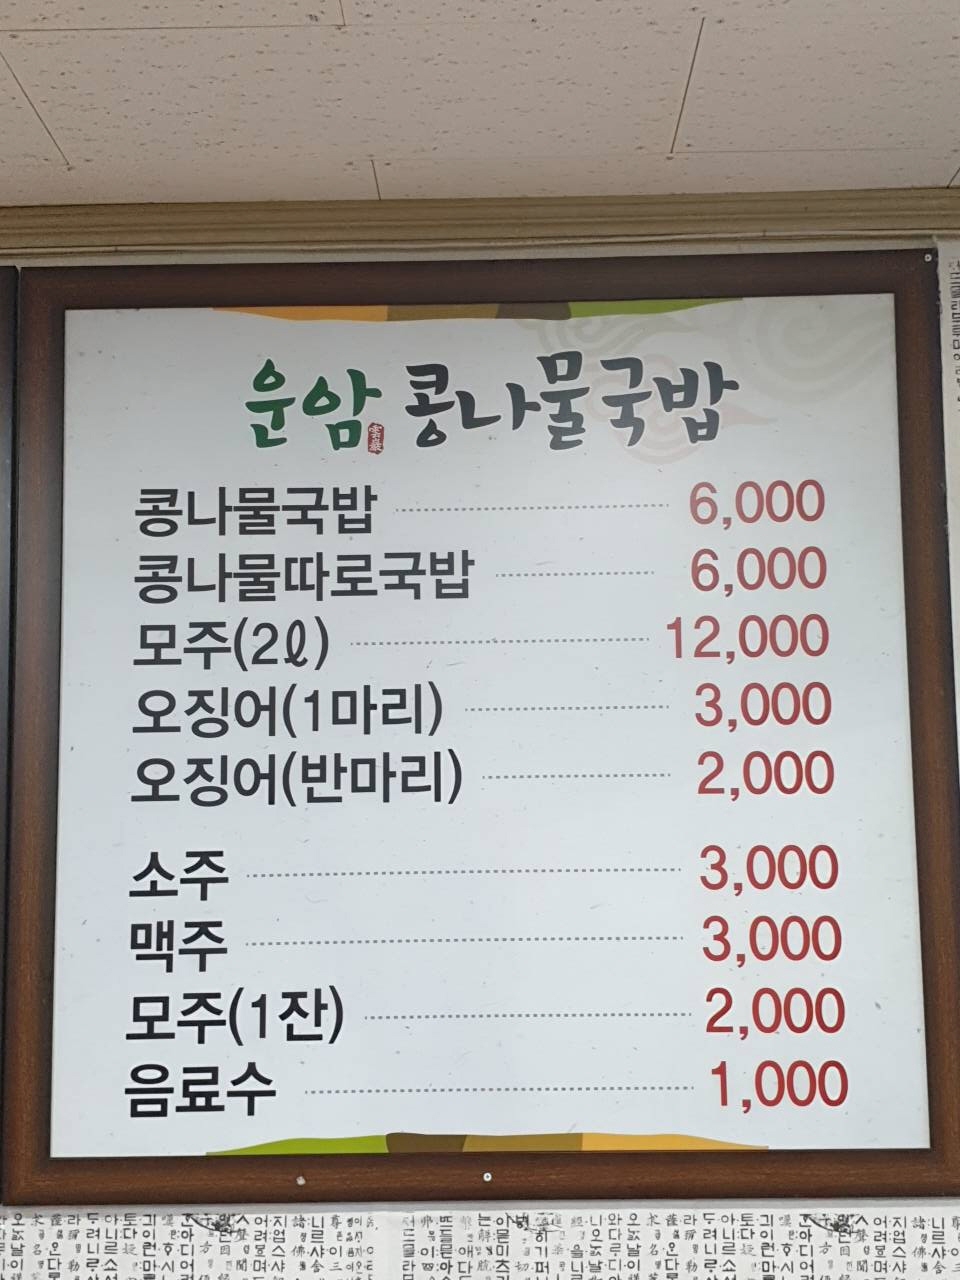 운암 콩나물국밥
콩나물국밥 6,000
콩나물따로국밥 6,000
모주(2ℓ) 12,000
오징어(1마리) 3,000
오징어(반마리) 2,000
소주 3,000
맥주 3,000
모주(1잔) 2,000
음료수 1,000